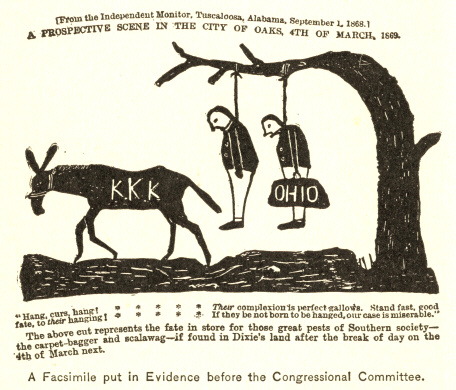 [From the Independent Monitor, Tuscaloosa, Alabama, September 1, 1868.]
A PROSPECTIVE SCENE IN THE CITY OF OAKS, 4TH OF MARCH, 1869.
KKK
OHIO
"Hang, curs, hang! * * * * * Their complexion is perfect gallows. Stand fast, good
fate, to their hanging! * * * * * If they be not born to be hanged, our case is miserable."
The above cut represents the fate in store for those great pests of Southern society—
the carpet-bagger and scalawag—if found in Dixie's land after the break of day on the
4th of March next.
A Facsimile put in Evidence before the Congressional Committee.